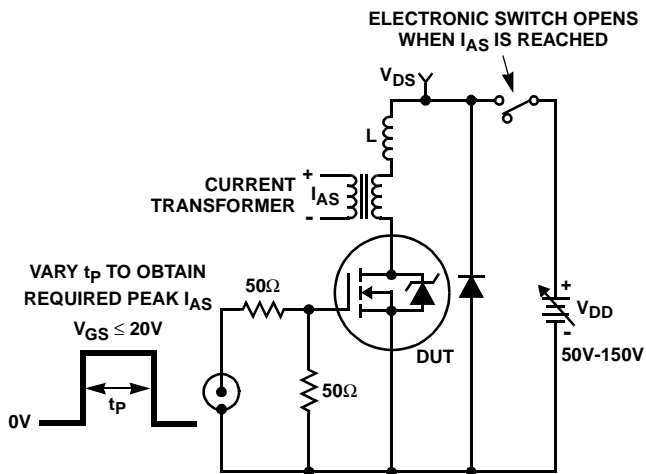 ELECTRONIC SWITCH OPENS
WHEN IAS IS REACHED
VDS
L
+
CURRENT
TRANSFORMER
IAS
-
VARY tP TO OBTAIN
REQUIRED PEAK IAS
50Ω
VGS ≤ 20V
+
VDD
-
DUT
50V-150V
50Ω
0V
tP